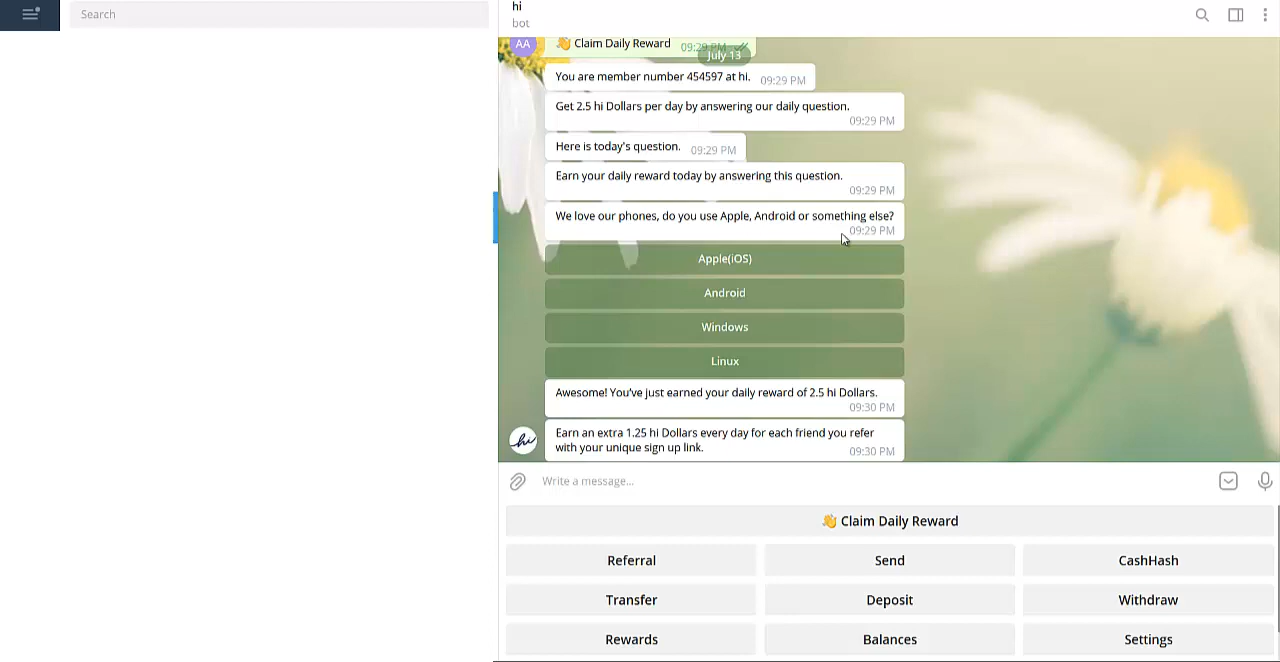 Search
hi
bot
AA
👋 Claim Daily Reward 09:29 PM
July 13
You are member number 454597 at hi. 09:29 PM
Get 2.5 hi Dollars per day by answering our daily question.
09:29 PM
Here is today's question. 09:29 PM
Earn your daily reward today by answering this question.
09:29 PM
We love our phones, do you use Apple, Android or something else?
09:29 PM
Apple(iOS)
Android
Windows
Linux
Awesome! You've just earned your daily reward of 2.5 hi Dollars.
09:30 PM
Earn an extra 1.25 hi Dollars every day for each friend you refer
with your unique sign up link. 09:30 PM
hi
Write a message...
👋 Claim Daily Reward
Referral Send CashHash
Transfer Deposit Withdraw
Rewards Balances Settings